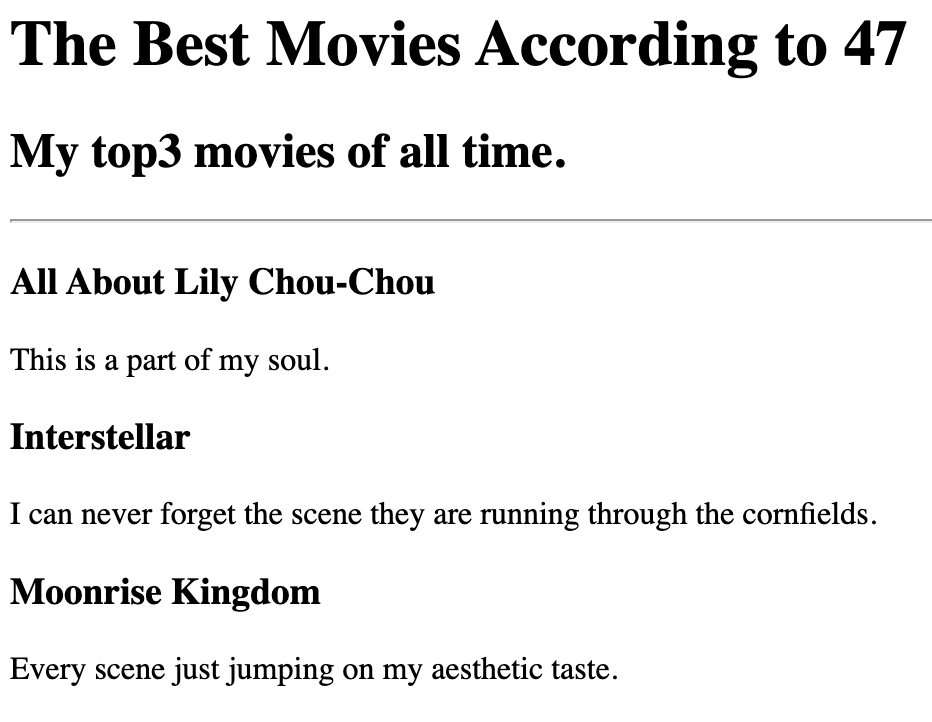 The Best Movies According to 47
My top3 movies of all time.
All About Lily Chou-Chou
This is a part of my soul.
Interstellar
I can never forget the scene they are running through the cornfields.
Moonrise Kingdom
Every scene just jumping on my aesthetic taste.